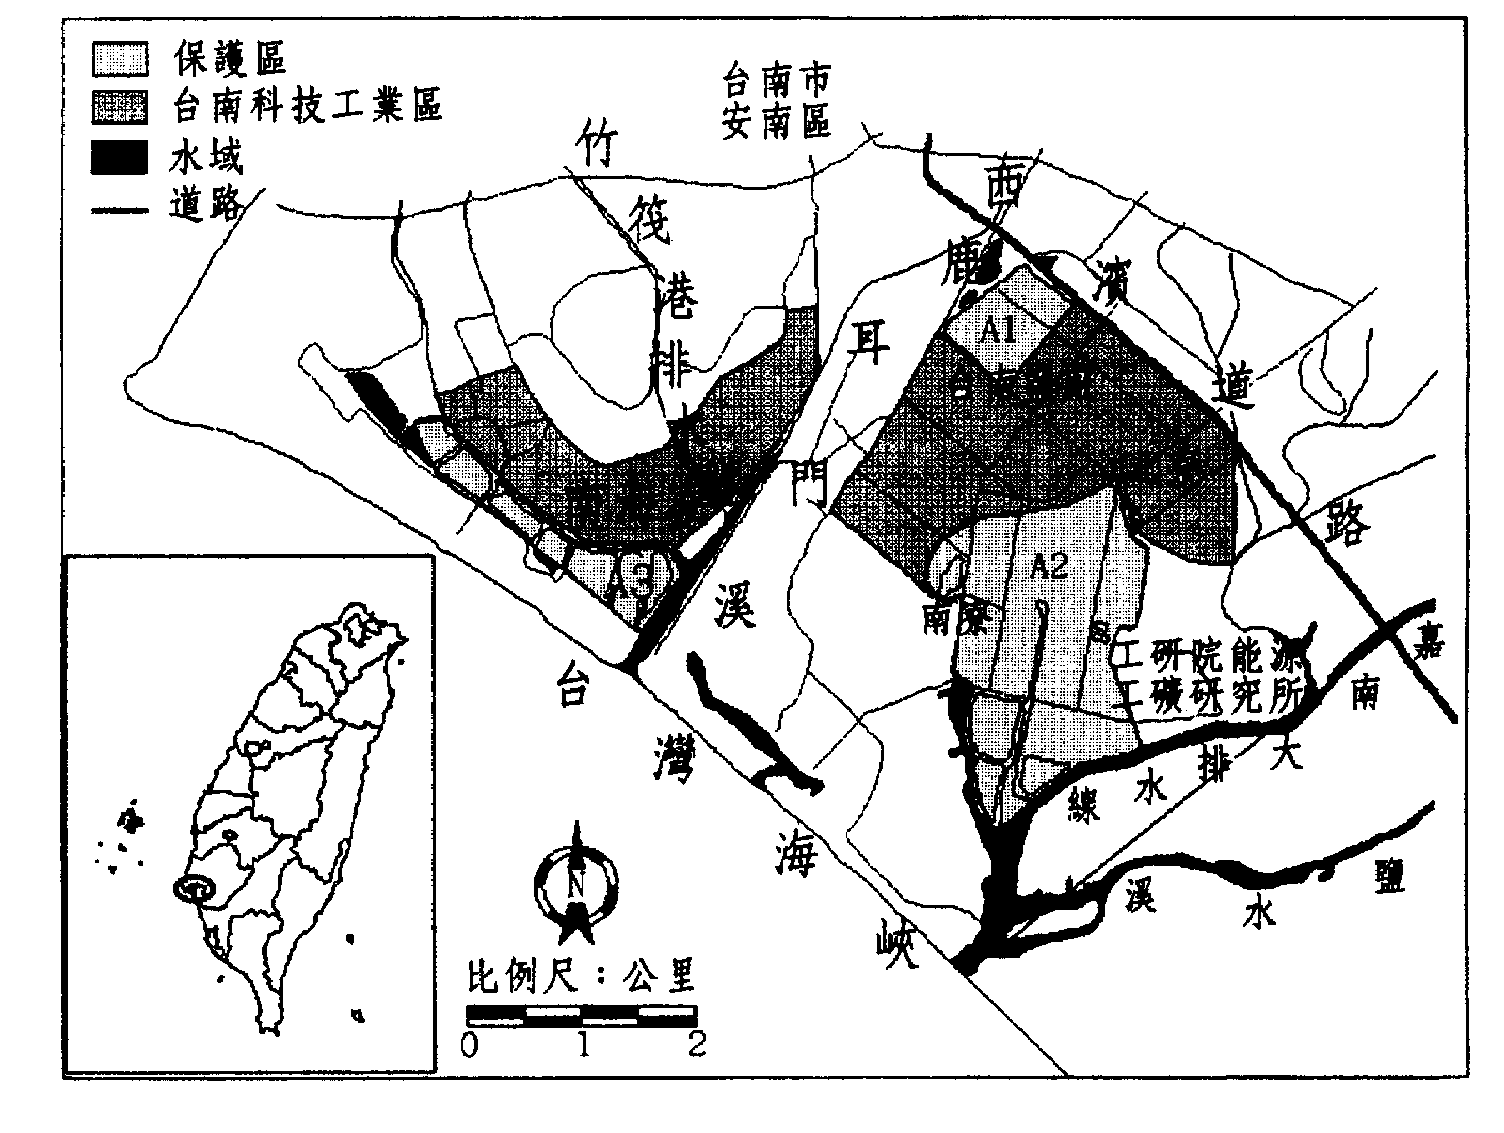 保護區
台南科技工業區
水域
道路
台南市
安南區
竹筏港排水
西濱道路
鹿耳門溪
A1
A2
A3
南寮
工研院能源
工礦研究所
嘉南大排水線
鹽水溪
台灣海峽
N
比例尺：公里
0 1 2